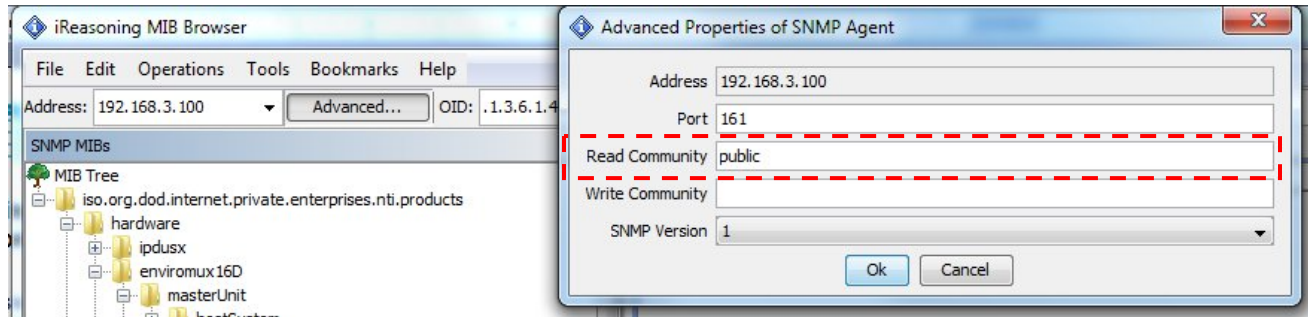 iReasoning MIB Browser
File Edit Operations Tools Bookmarks Help
Address: 192.168.3.100 Advanced... OID: .1.3.6.1.4
SNMP MIBs
MIB Tree
iso.org.dod.internet.private.enterprises.nti.products
hardware
ipdusx
enviromux16D
masterUnit
hostSystem
Advanced Properties of SNMP Agent
Address 192.168.3.100
Port 161
Read Community public
Write Community
SNMP Version 1
Ok Cancel